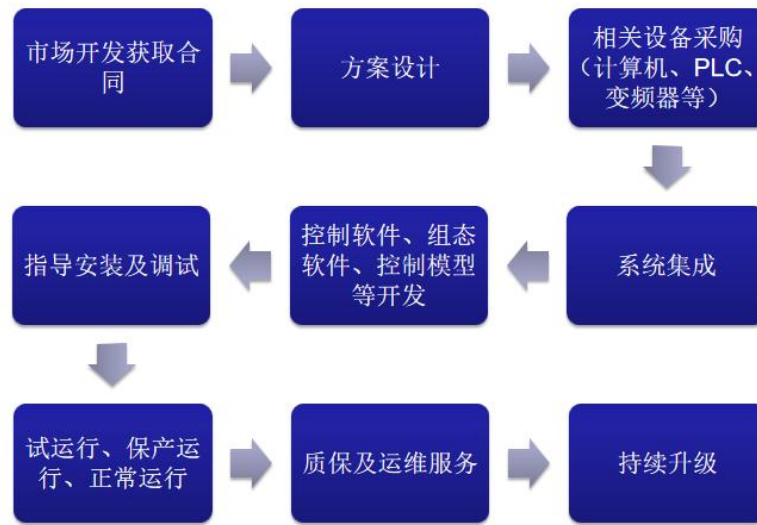 市场开发获取合
同
方案设计
相关设备采购
（计算机、PLC、
变频器等）
系统集成
控制软件、组态
软件、控制模型
等开发
指导安装及调试
试运行、保产运
行、正常运行
质保及运维服务
持续升级